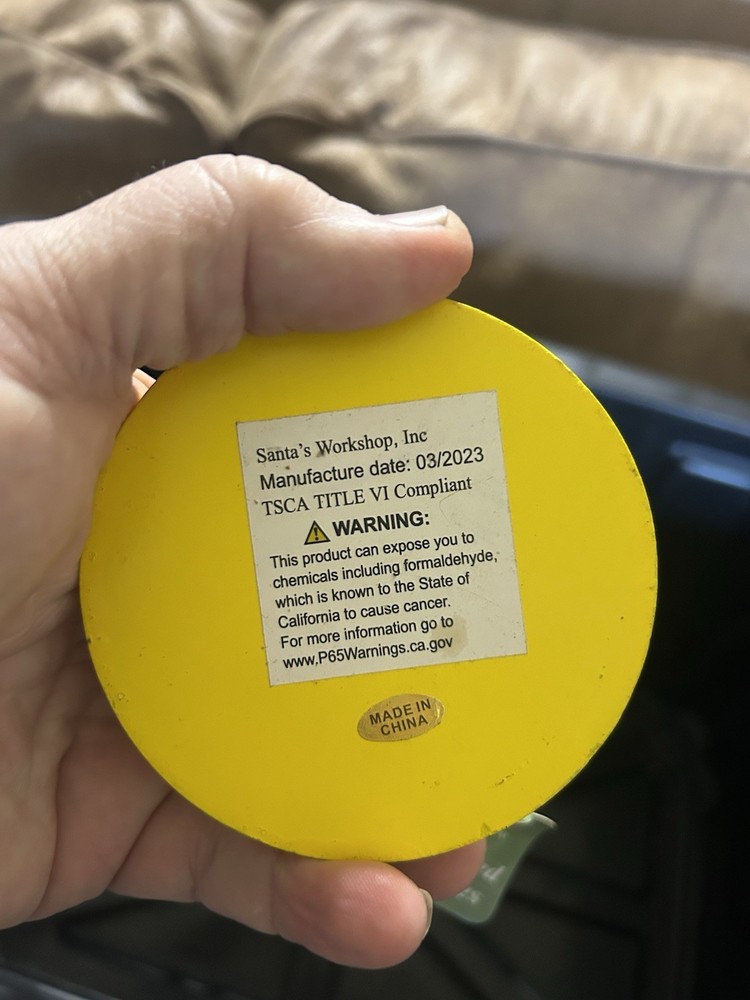 Santa's Workshop, Inc
Manufacture date: 03/2023
TSCA TITLE VI Compliant
WARNING:
This product can expose you to
chemicals including formaldehyde,
which is known to the State of
California to cause cancer.
For more information go to
www.P65Warnings.ca.gov
MADE IN
CHINA